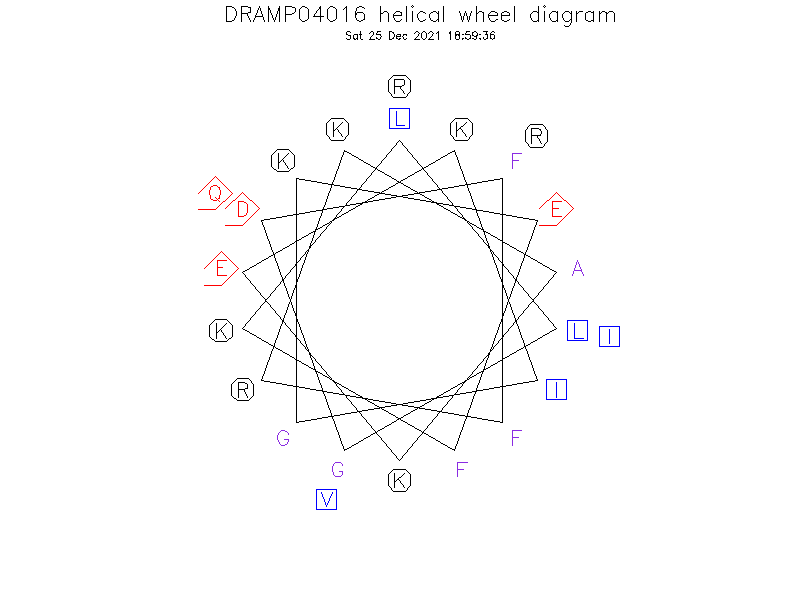 DRAMP04016 helical wheel diagram
Sat 25 Dec 2021 18:59:36
R
L
K K R
K F
Q D E
E A
K L I
R I
G F
G F
K
V